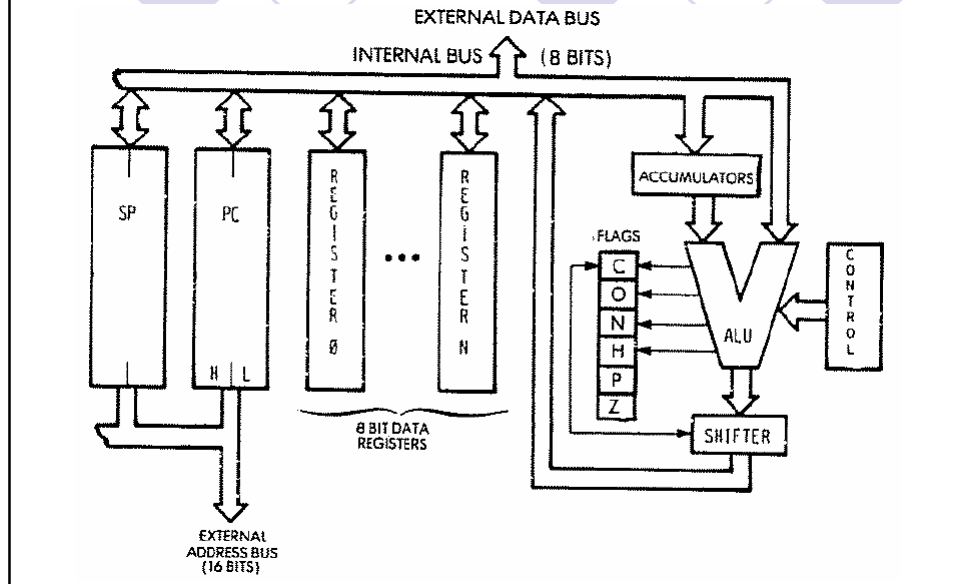 EXTERNAL DATA BUS
INTERNAL BUS (8 BITS)
SP
PC
H L
REGISTER 0
...
REGISTER N
8 BIT DATA
REGISTERS
EXTERNAL
ADDRESS BUS
(16 BITS)
ACCUMULATORS
FLAGS
C
O
N
H
P
Z
ALU
CONTROL
SHIFTER